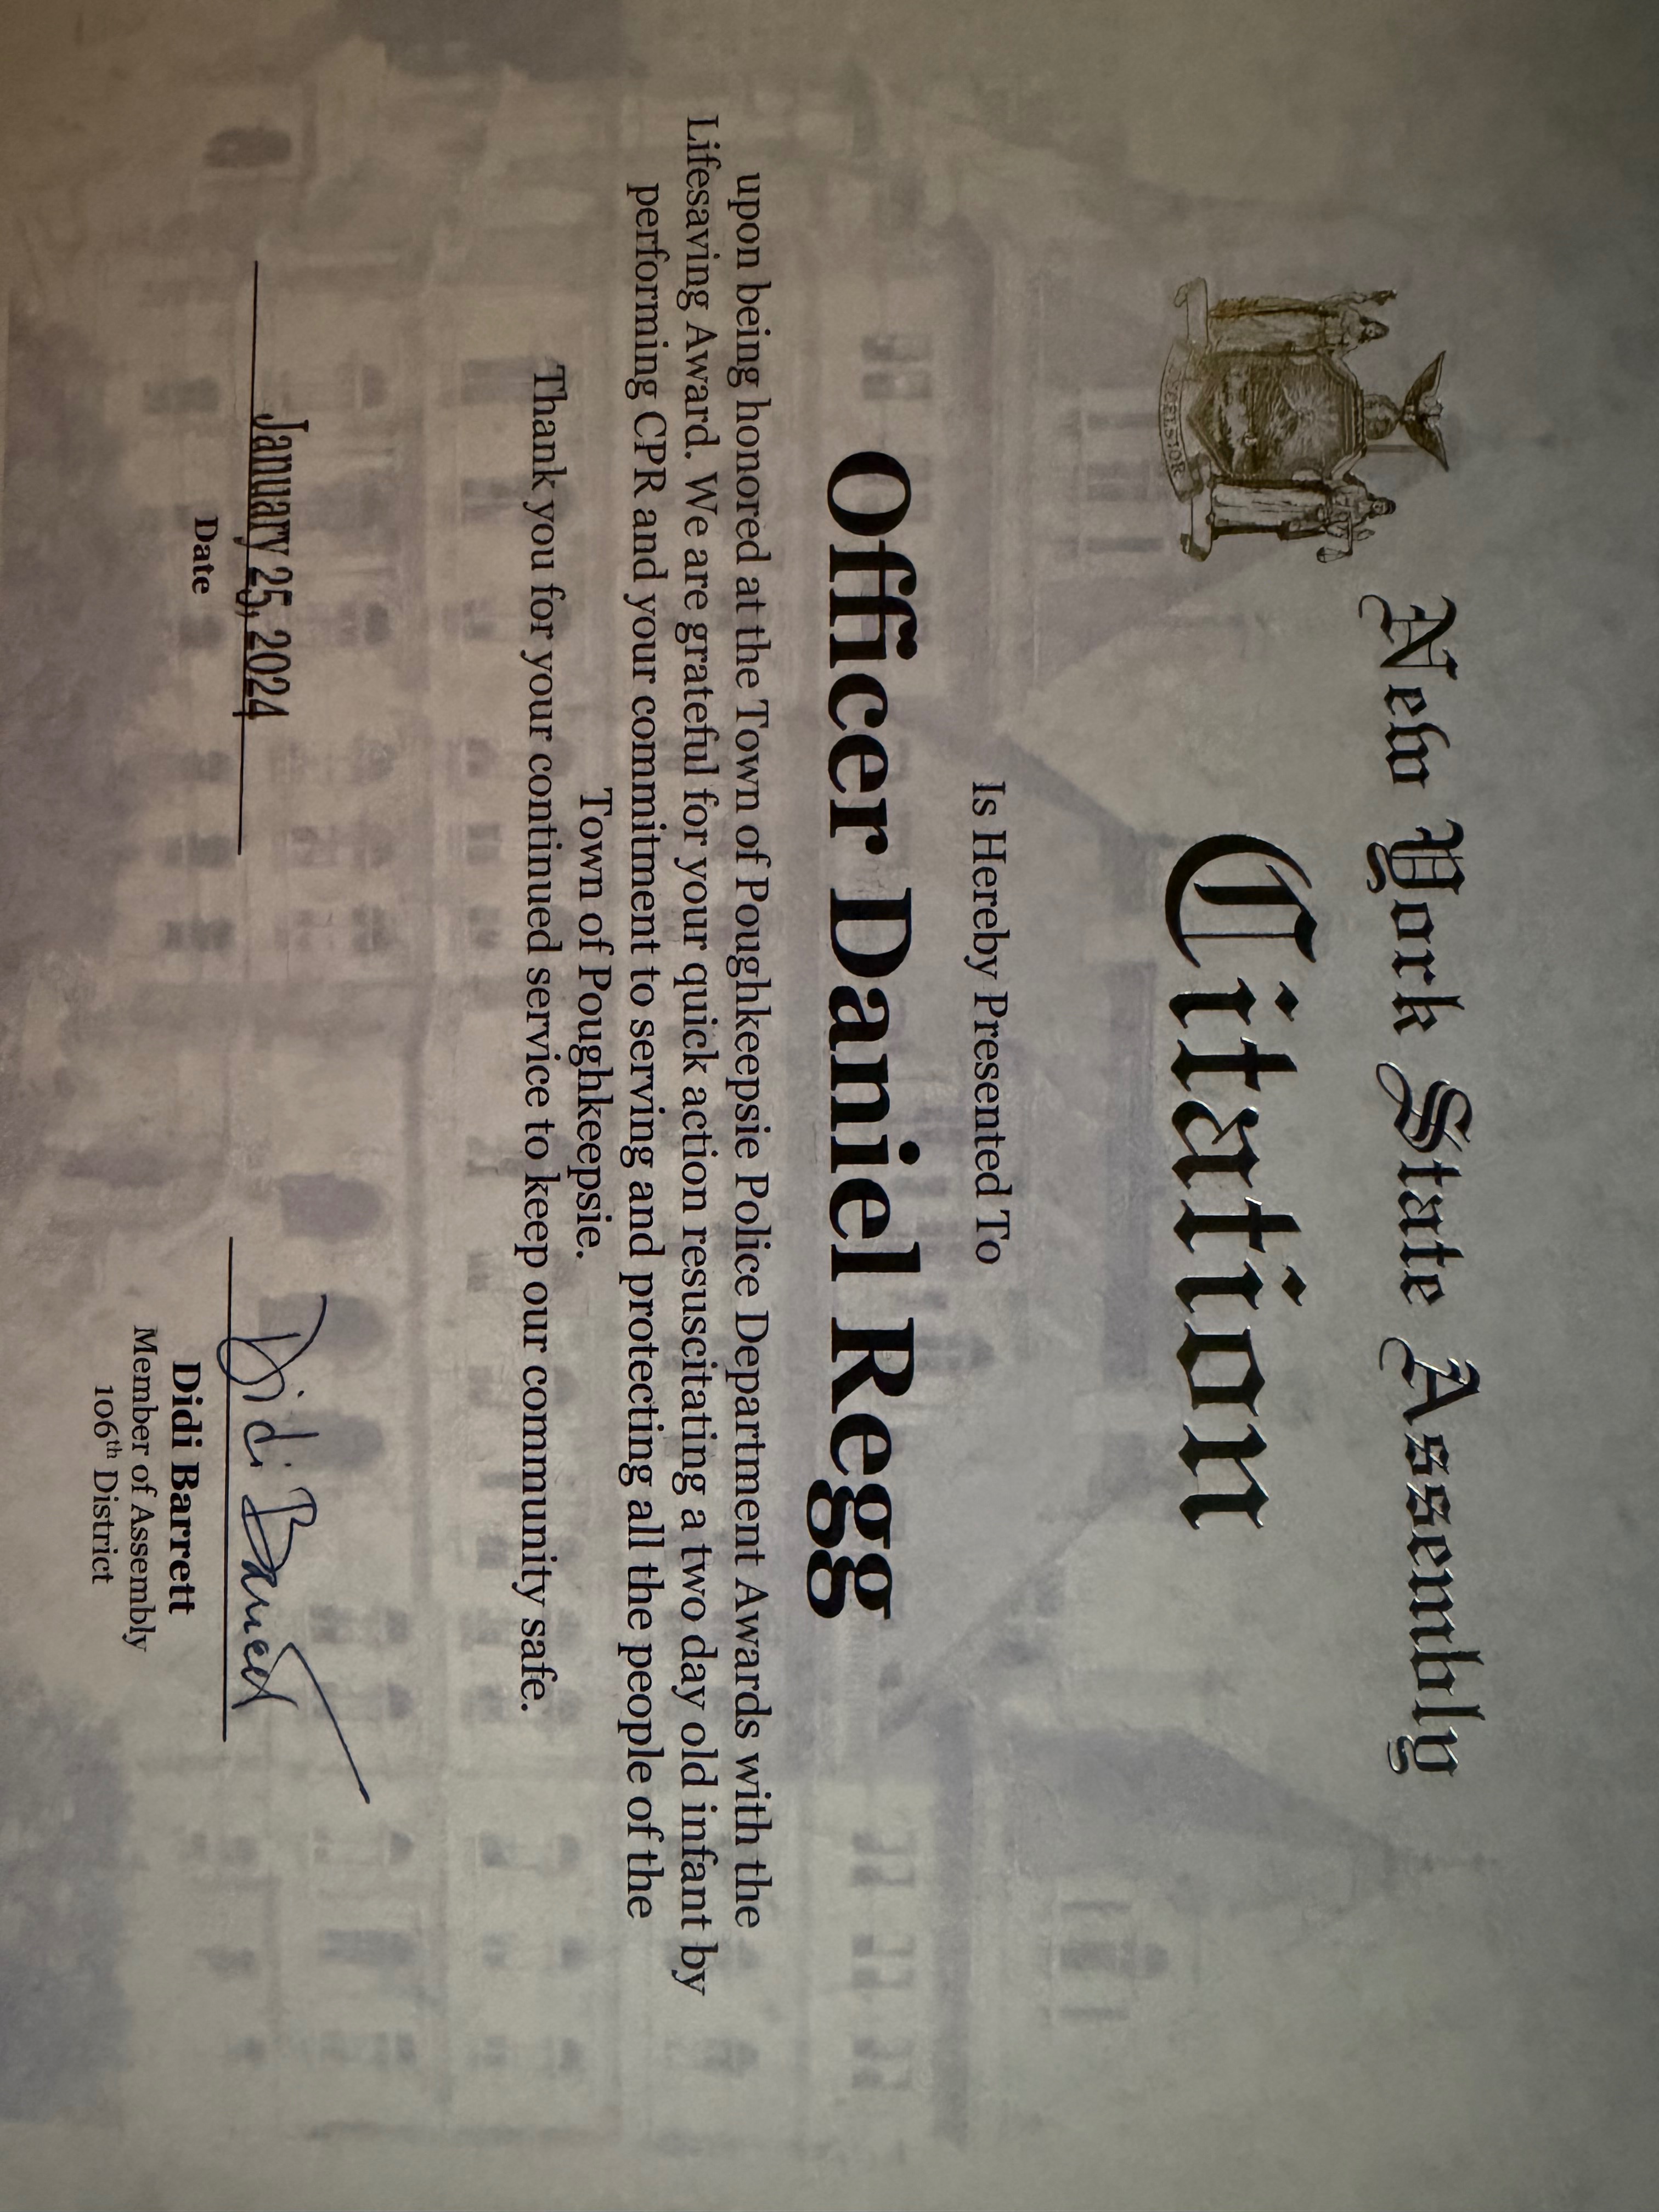 New York State Assembly
Citation
EXCELSIOR
Is Hereby Presented To
Officer Daniel Regg
upon being honored at the Town of Poughkeepsie Police Department Awards with the
Lifesaving Award. We are grateful for your quick action resuscitating a two day old infant by
performing CPR and your commitment to serving and protecting all the people of the
Town of Poughkeepsie.
Thank you for your continued service to keep our community safe.
January 25, 2024
Date
Didi Barrett
Didi Barrett
Member of Assembly
106th District